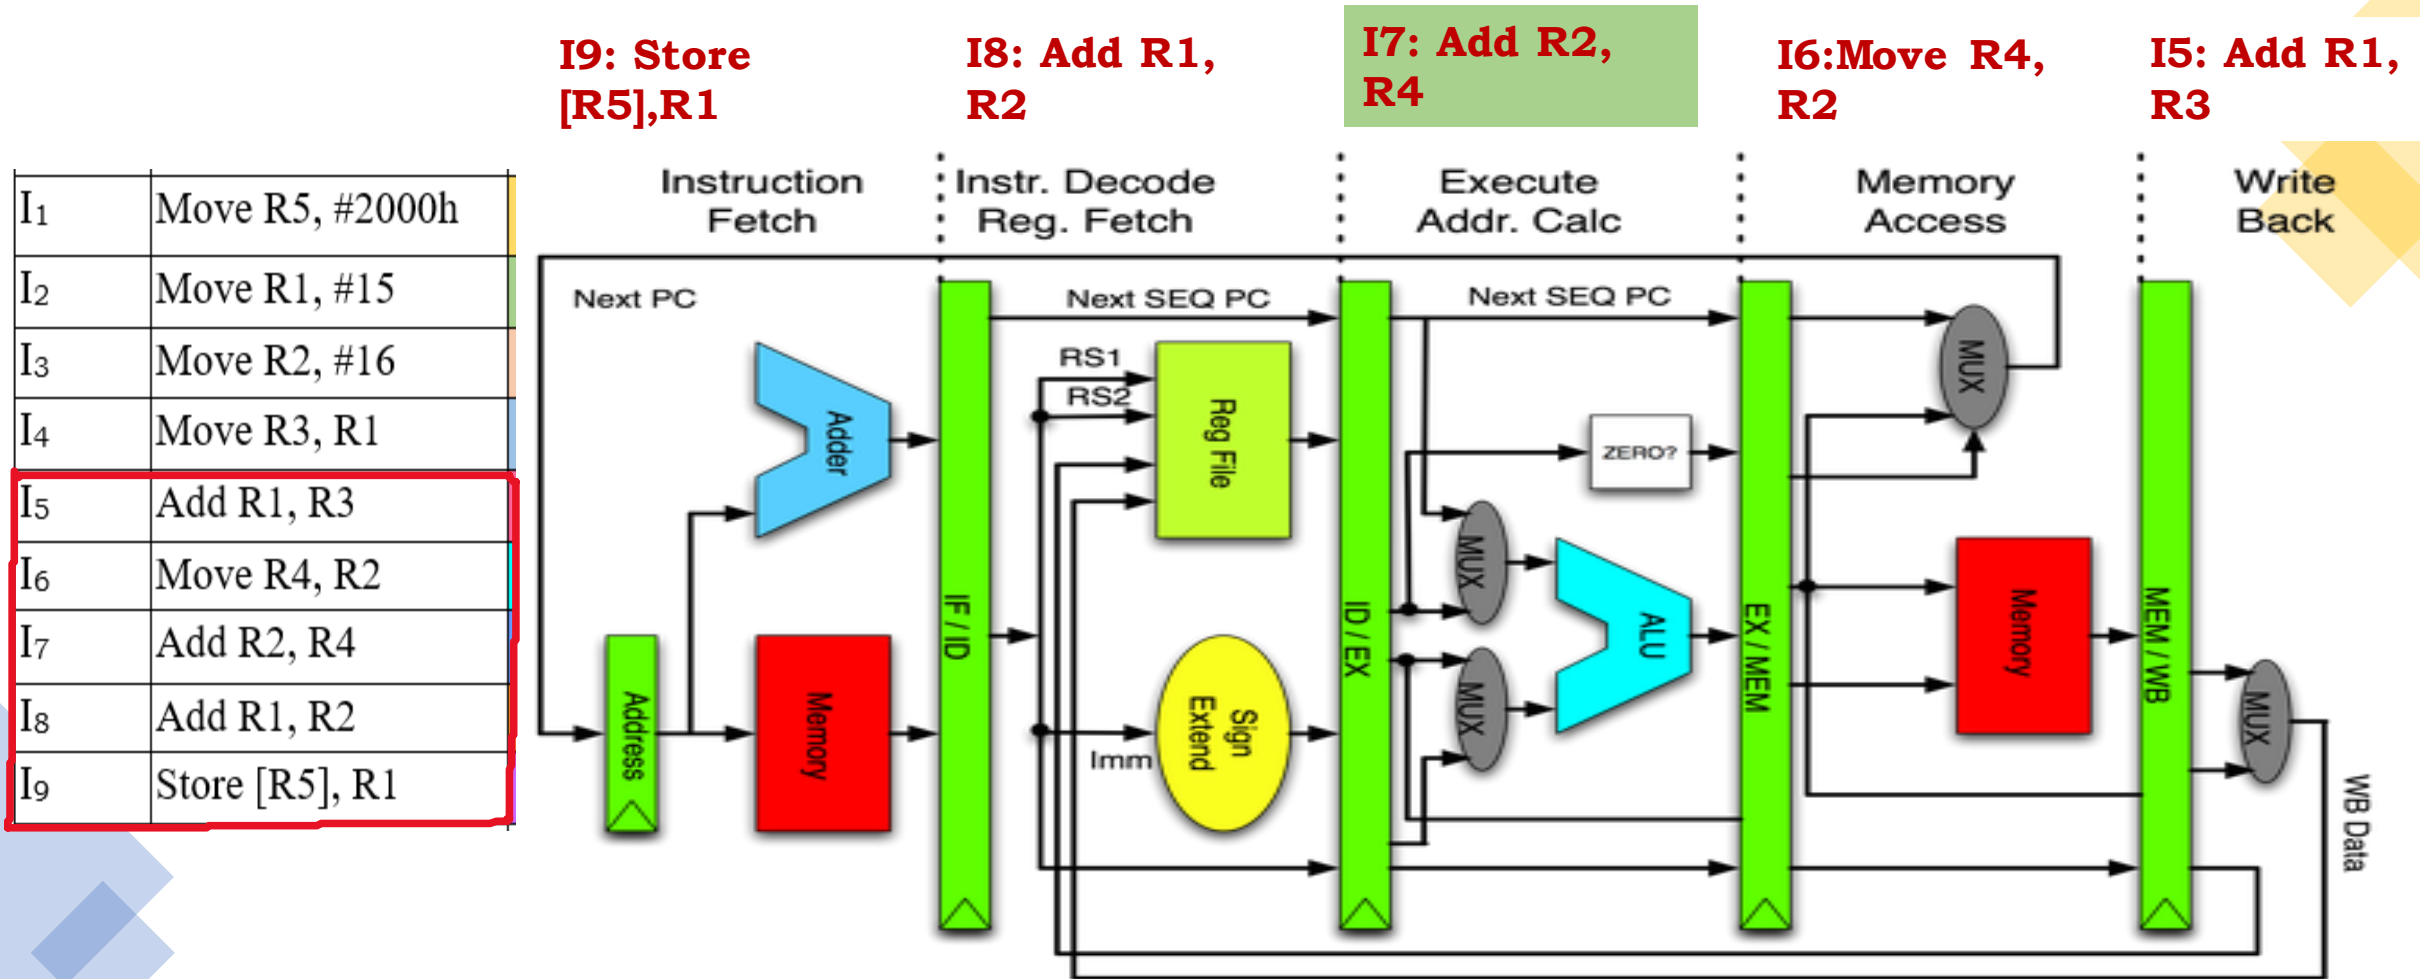 I9: Store
[R5],R1
I8: Add R1,
R2
I7: Add R2,
R4
I6:Move R4,
R2
I5: Add R1,
R3
I1 Move R5, #2000h
I2 Move R1, #15
I3 Move R2, #16
I4 Move R3, R1
I5 Add R1, R3
I6 Move R4, R2
I7 Add R2, R4
I8 Add R1, R2
I9 Store [R5], R1
Instruction
Fetch
Instr. Decode
Reg. Fetch
Execute
Addr. Calc
Memory
Access
Write
Back
Next PC
Next SEQ PC
Next SEQ PC
RS1
RS2
Adder
Reg File
ZERO?
MUX
MUX
MUX
ALU
Address
Memory
IF / ID
Sign
Extend
Imm
ID / EX
EX / MEM
Memory
MEM / WB
MUX
WB Data